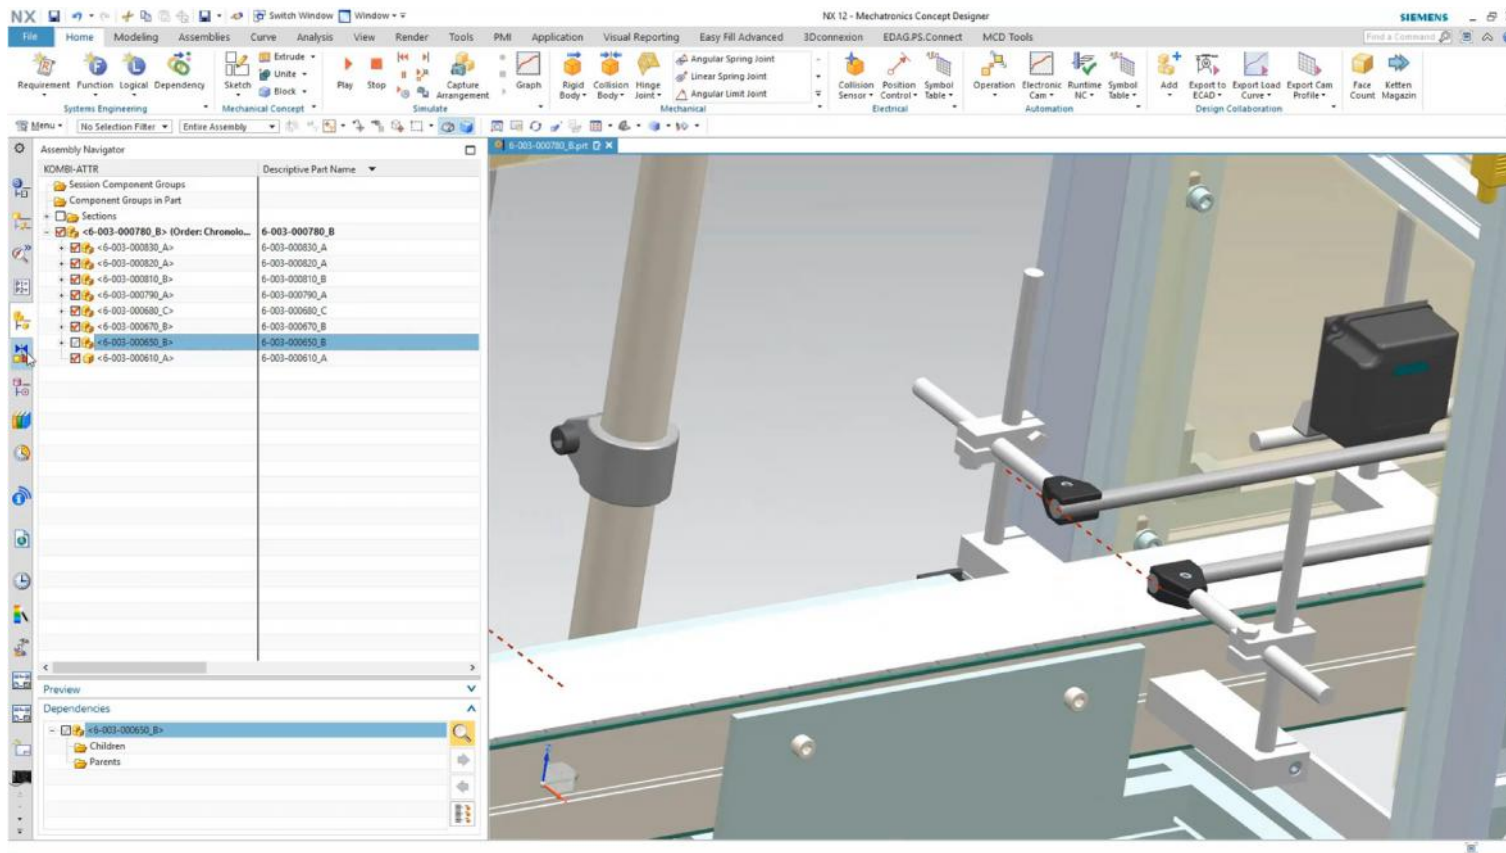 NX Switch Window Window NX 12 - Mechatronics Concept Designer SIEMENS
File Home Modeling Assemblies Curve Analysis View Render Tools PMI Application Visual Reporting Easy Fill Advanced 3Dconnexion EDAG.PS.Connect MCD Tools Find a Command
Requirement Function Logical Dependency
Systems Engineering
Sketch Extrude
Unite
Block
Mechanical Concept
Play Stop Capture
Arrangement
Simulate
Graph
Rigid
Body
Collision
Body
Hinge
Joint
Angular Spring Joint
Linear Spring Joint
Angular Limit Joint
Mechanical
Collision
Sensor
Position
Control
Symbol
Table
Electrical
Operation Electronic
Cam
Runtime
NC
Symbol
Table
Automation
Add Export to
ECAD
Export Load
Curve
Export Cam
Profile
Design Collaboration
Face
Count
Ketten
Magazin
Menu No Selection Filter Entire Assembly
Assembly Navigator
6-003-000780_B.prt
KOMBI-ATTR Descriptive Part Name
Session Component Groups
Component Groups in Part
Sections
<6-003-000780_B> (Order: Chronolo... 6-003-000780_B
<6-003-000830_A> 6-003-000830_A
<6-003-000820_A> 6-003-000820_A
<6-003-000810_B> 6-003-000810_B
<6-003-000790_A> 6-003-000790_A
<6-003-000680_C> 6-003-000680_C
<6-003-000670_B> 6-003-000670_B
<6-003-000650_B> 6-003-000650_B
<6-003-000610_A> 6-003-000610_A
Preview
Dependencies
<6-003-000650_B>
Children
Parents